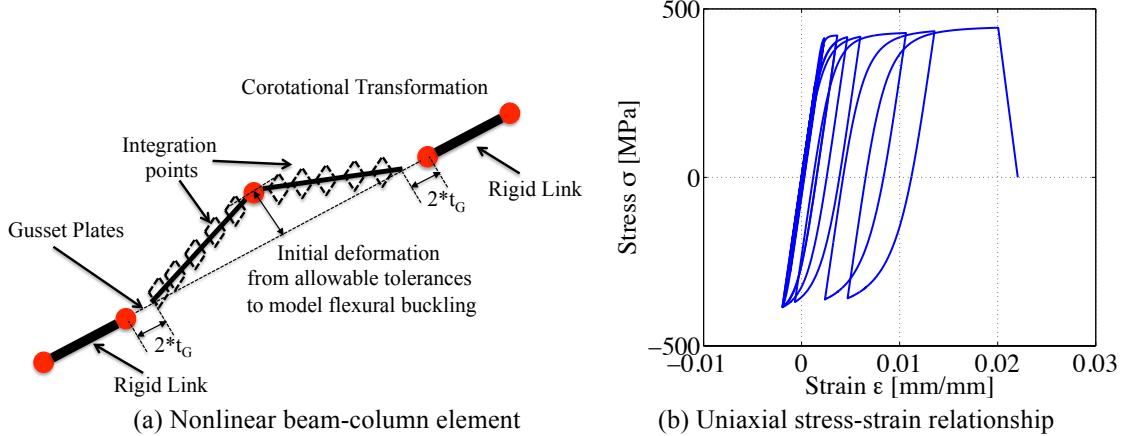 Corotational Transformation
Integration
points
Rigid Link
2*t_G
Gusset Plates
Initial deformation
from allowable tolerances
to model flexural buckling
2*t_G
Rigid Link
(a) Nonlinear beam-column element
500
0
−500
Stress σ [MPa]
−0.01
0
0.01
0.02
0.03
Strain ε [mm/mm]
(b) Uniaxial stress-strain relationship